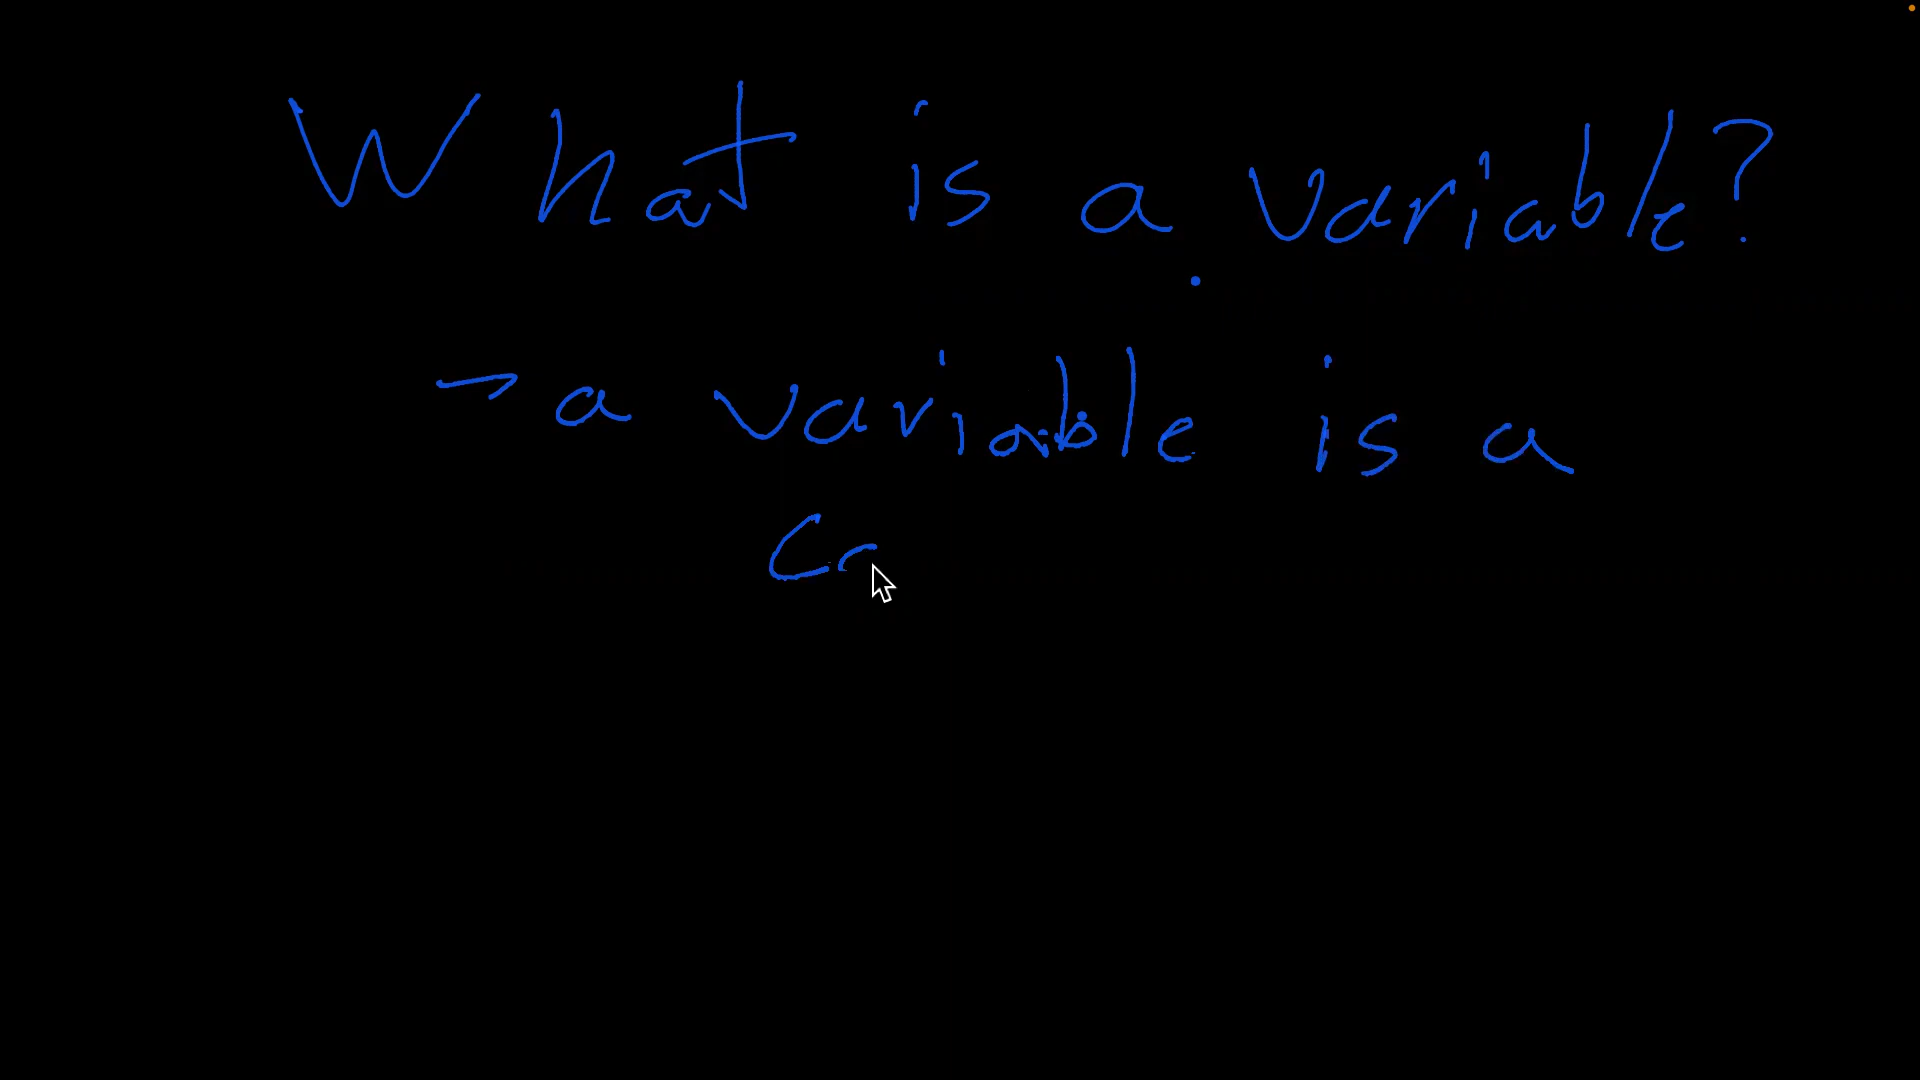 What is a variable?
→ a variable is a